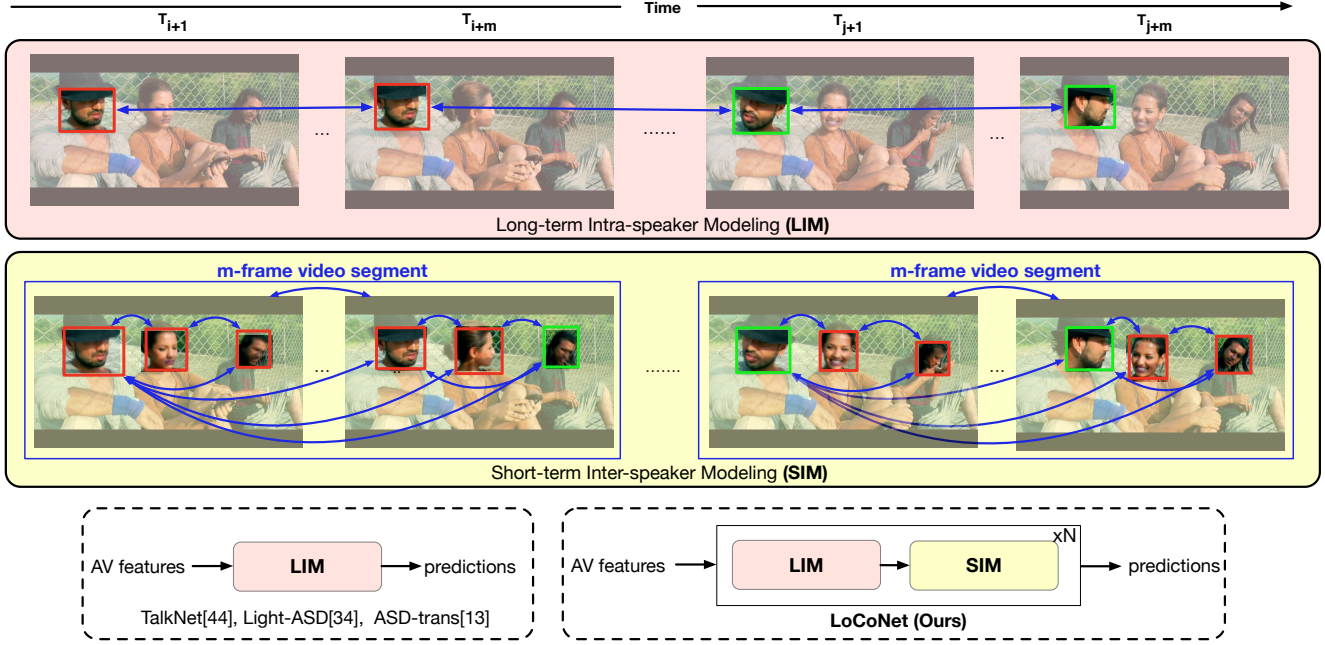 Time
T_{i+1} T_{i+m} T_{j+1} T_{j+m}
... ...... ...
Long-term Intra-speaker Modeling (LIM)
m-frame video segment m-frame video segment
... .. ....... ...
Short-term Inter-speaker Modeling (SIM)
xN
AV features LIM predictions AV features LIM SIM predictions
TalkNet[44], Light-ASD[34], ASD-trans[13] LoCoNet (Ours)